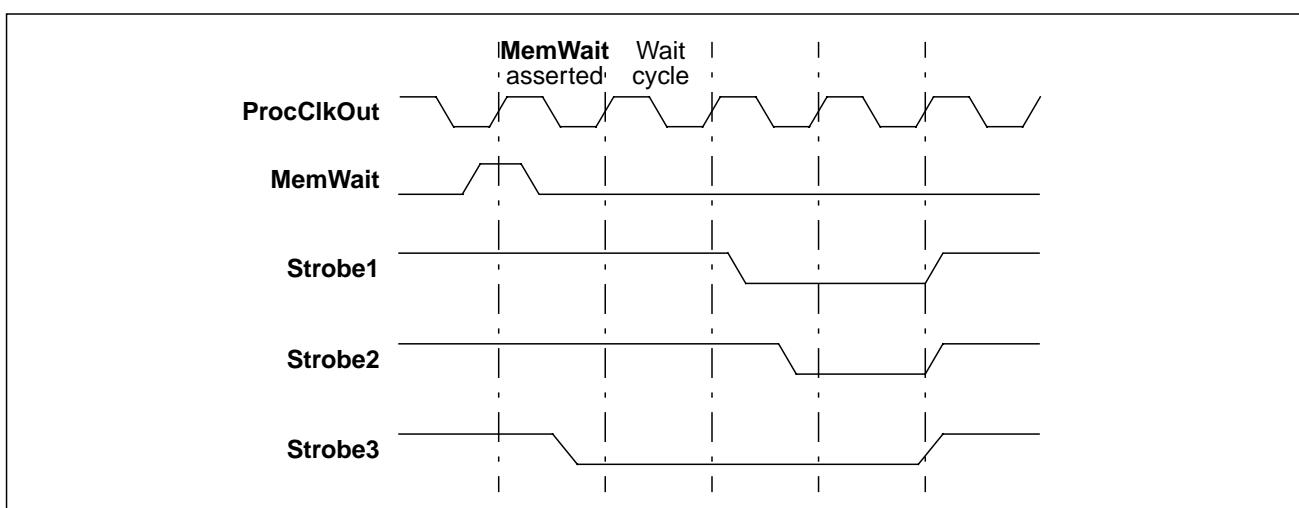 MemWait Wait
asserted cycle
ProcClkOut
MemWait
Strobe1
Strobe2
Strobe3